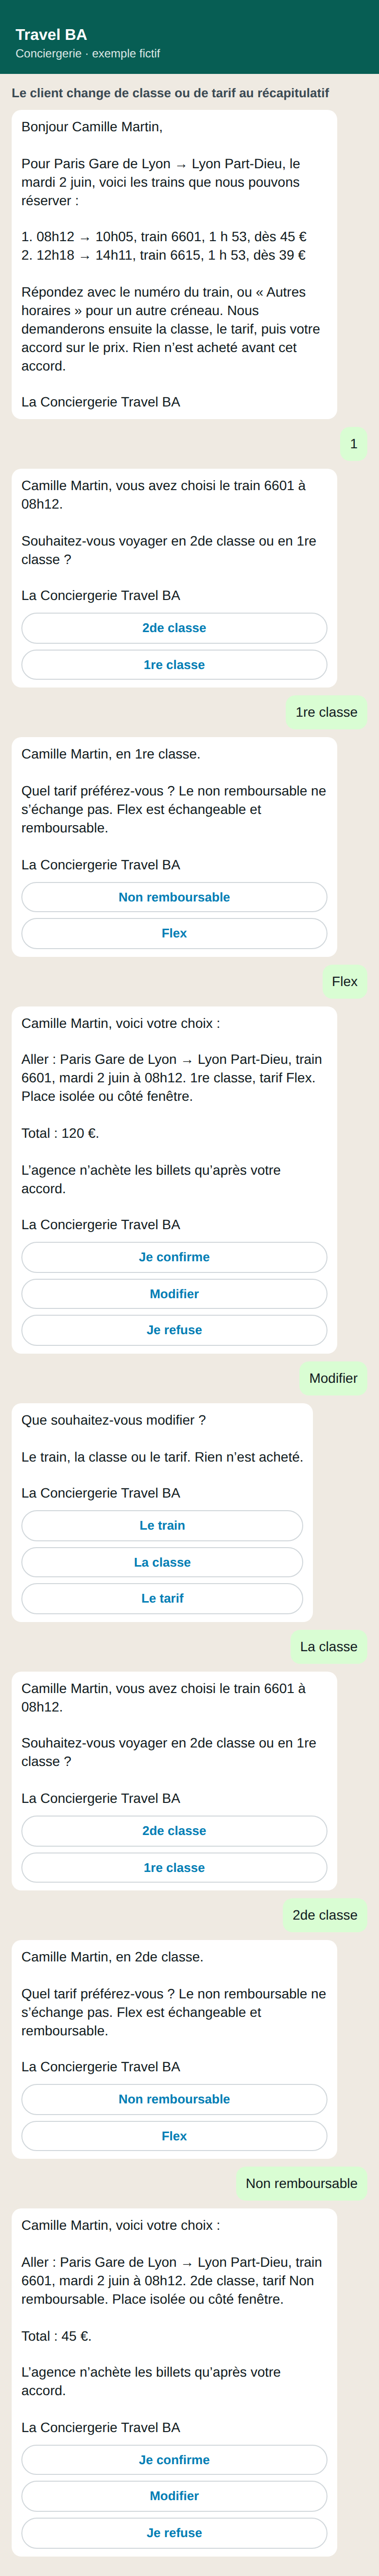 Travel BA
Conciergerie · exemple fictif
Le client change de classe ou de tarif au récapitulatif
Bonjour Camille Martin,
Pour Paris Gare de Lyon → Lyon Part-Dieu, le
mardi 2 juin, voici les trains que nous pouvons
réserver :
1. 08h12 → 10h05, train 6601, 1 h 53, dès 45 €
2. 12h18 → 14h11, train 6615, 1 h 53, dès 39 €
Répondez avec le numéro du train, ou « Autres
horaires » pour un autre créneau. Nous
demanderons ensuite la classe, le tarif, puis votre
accord sur le prix. Rien n’est acheté avant cet
accord.
La Conciergerie Travel BA
1
Camille Martin, vous avez choisi le train 6601 à
08h12.
Souhaitez-vous voyager en 2de classe ou en 1re
classe ?
La Conciergerie Travel BA
2de classe
1re classe
1re classe
Camille Martin, en 1re classe.
Quel tarif préférez-vous ? Le non remboursable ne
s’échange pas. Flex est échangeable et
remboursable.
La Conciergerie Travel BA
Non remboursable
Flex
Flex
Camille Martin, voici votre choix :
Aller : Paris Gare de Lyon → Lyon Part-Dieu, train
6601, mardi 2 juin à 08h12. 1re classe, tarif Flex.
Place isolée ou côté fenêtre.
Total : 120 €.
L’agence n’achète les billets qu’après votre
accord.
La Conciergerie Travel BA
Je confirme
Modifier
Je refuse
Modifier
Que souhaitez-vous modifier ?
Le train, la classe ou le tarif. Rien n’est acheté.
La Conciergerie Travel BA
Le train
La classe
Le tarif
La classe
Camille Martin, vous avez choisi le train 6601 à
08h12.
Souhaitez-vous voyager en 2de classe ou en 1re
classe ?
La Conciergerie Travel BA
2de classe
1re classe
2de classe
Camille Martin, en 2de classe.
Quel tarif préférez-vous ? Le non remboursable ne
s’échange pas. Flex est échangeable et
remboursable.
La Conciergerie Travel BA
Non remboursable
Flex
Non remboursable
Camille Martin, voici votre choix :
Aller : Paris Gare de Lyon → Lyon Part-Dieu, train
6601, mardi 2 juin à 08h12. 2de classe, tarif Non
remboursable. Place isolée ou côté fenêtre.
Total : 45 €.
L’agence n’achète les billets qu’après votre
accord.
La Conciergerie Travel BA
Je confirme
Modifier
Je refuse